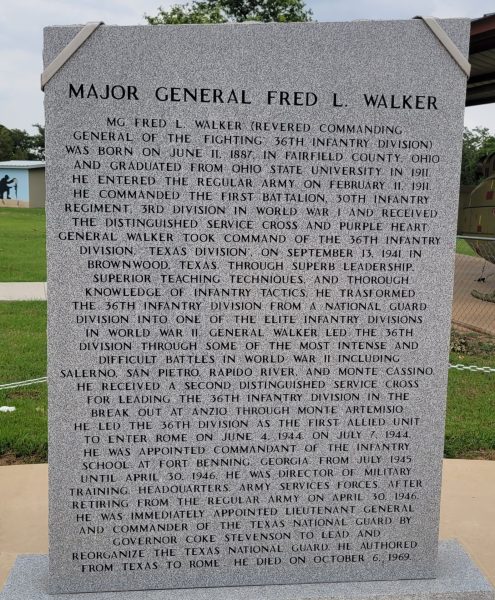 MAJOR GENERAL FRED L. WALKER
MG FRED L. WALKER (REVERED COMMANDING
GENERAL OF THE "FIGHTING" 36TH INFANTRY DIVISION)
WAS BORN ON JUNE 11, 1887, IN FAIRFIELD COUNTY, OHIO
AND GRADUATED FROM OHIO STATE UNIVERSITY IN 1911.
HE ENTERED THE REGULAR ARMY ON FEBRUARY 11, 1911.
HE COMMANDED THE FIRST BATTALION, 30TH INFANTRY
REGIMENT, 3RD DIVISION IN WORLD WAR I AND RECEIVED
THE DISTINGUISHED SERVICE CROSS AND PURPLE HEART.
GENERAL WALKER TOOK COMMAND OF THE 36TH INFANTRY
DIVISION, "TEXAS DIVISION", ON SEPTEMBER 13, 1941, IN
BROWNWOOD, TEXAS. THROUGH SUPERB LEADERSHIP,
SUPERIOR TEACHING TECHNIQUES, AND THOROUGH
KNOWLEDGE OF INFANTRY TACTICS, HE TRASFORMED
THE 36TH INFANTRY DIVISION FROM A NATIONAL GUARD
DIVISION INTO ONE OF THE ELITE INFANTRY DIVISIONS
IN WORLD WAR II. GENERAL WALKER LED THE 36TH
DIVISION THROUGH SOME OF THE MOST INTENSE AND
DIFFICULT BATTLES IN WORLD WAR II INCLUDING
SALERNO, SAN PIETRO, RAPIDO RIVER, AND MONTE CASSINO.
HE RECEIVED A SECOND DISTINGUISHED SERVICE CROSS
FOR LEADING THE 36TH INFANTRY DIVISION IN THE
BREAK OUT AT ANZIO THROUGH MONTE ARTEMISIO.
HE LED THE 36TH DIVISION AS THE FIRST ALLIED UNIT
TO ENTER ROME ON JUNE 4, 1944. ON JULY 7, 1944,
HE WAS APPOINTED COMMANDANT OF THE INFANTRY
SCHOOL AT FORT BENNING, GEORGIA. FROM JULY, 1945
UNTIL APRIL 30, 1946, HE WAS DIRECTOR OF MILITARY
TRAINING, HEADQUARTERS, ARMY SERVICES FORCES. AFTER
RETIRING FROM THE REGULAR ARMY ON APRIL 30, 1946,
HE WAS IMMEDIATELY APPOINTED LIEUTENANT GENERAL
AND COMMANDER OF THE TEXAS NATIONAL GUARD BY
GOVERNOR COKE STEVENSON TO LEAD AND
REORGANIZE THE TEXAS NATIONAL GUARD. HE AUTHORED
"FROM TEXAS TO ROME". HE DIED ON OCTOBER 6, 1969.